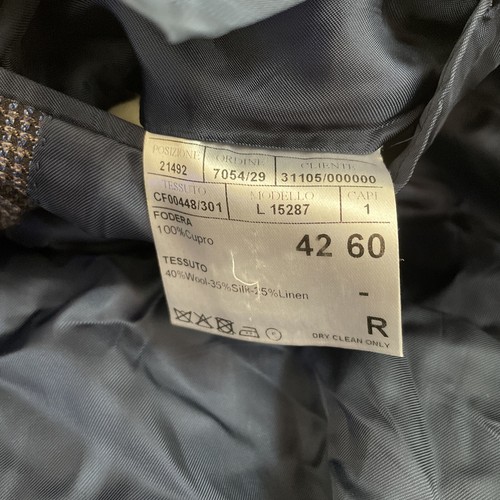 POSIZIONE ORDINE CLIENTE
21492 7054/29 31105/000000
TESSUTO MODELLO CAPI
CF00448/301 L 15287 1
FODERA
100%Cupro
42 60
TESSUTO
40%Wool-35%Silk-25%Linen
-
R
DRY CLEAN ONLY